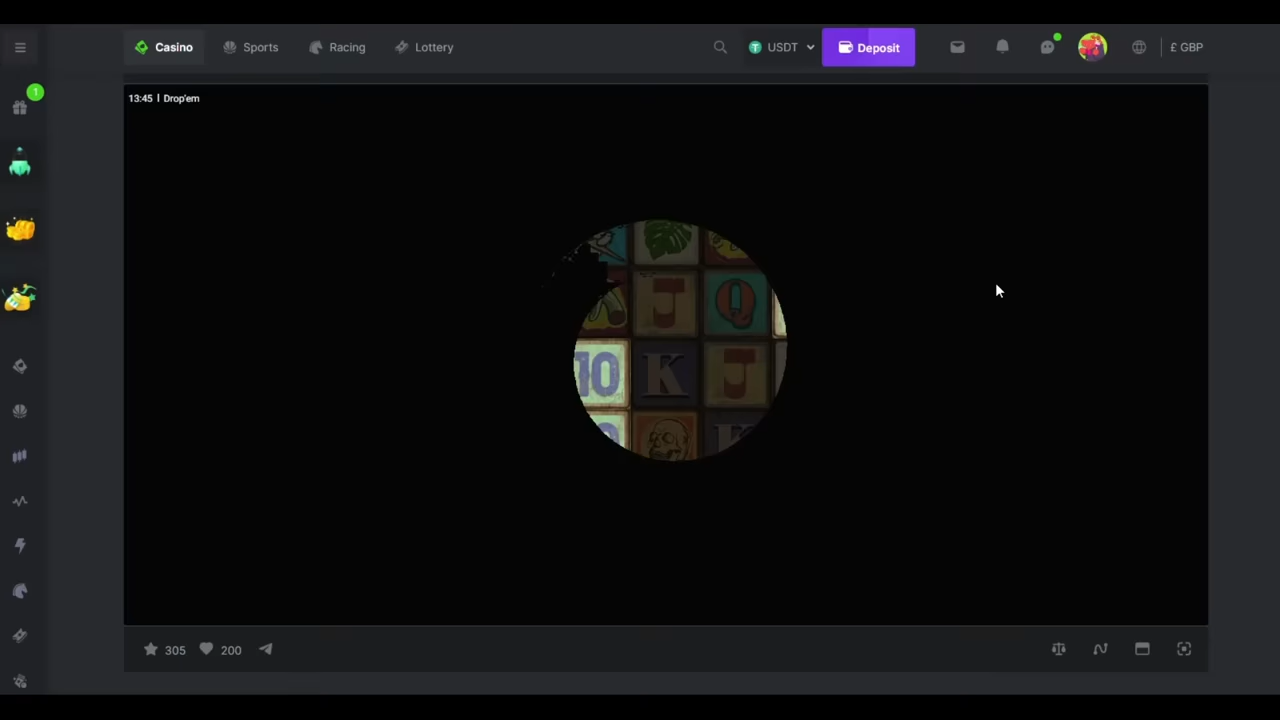 Casino Sports Racing Lottery USDT Deposit £ GBP
1
13:45 | Drop'em
J Q
10 K J
K
305 200